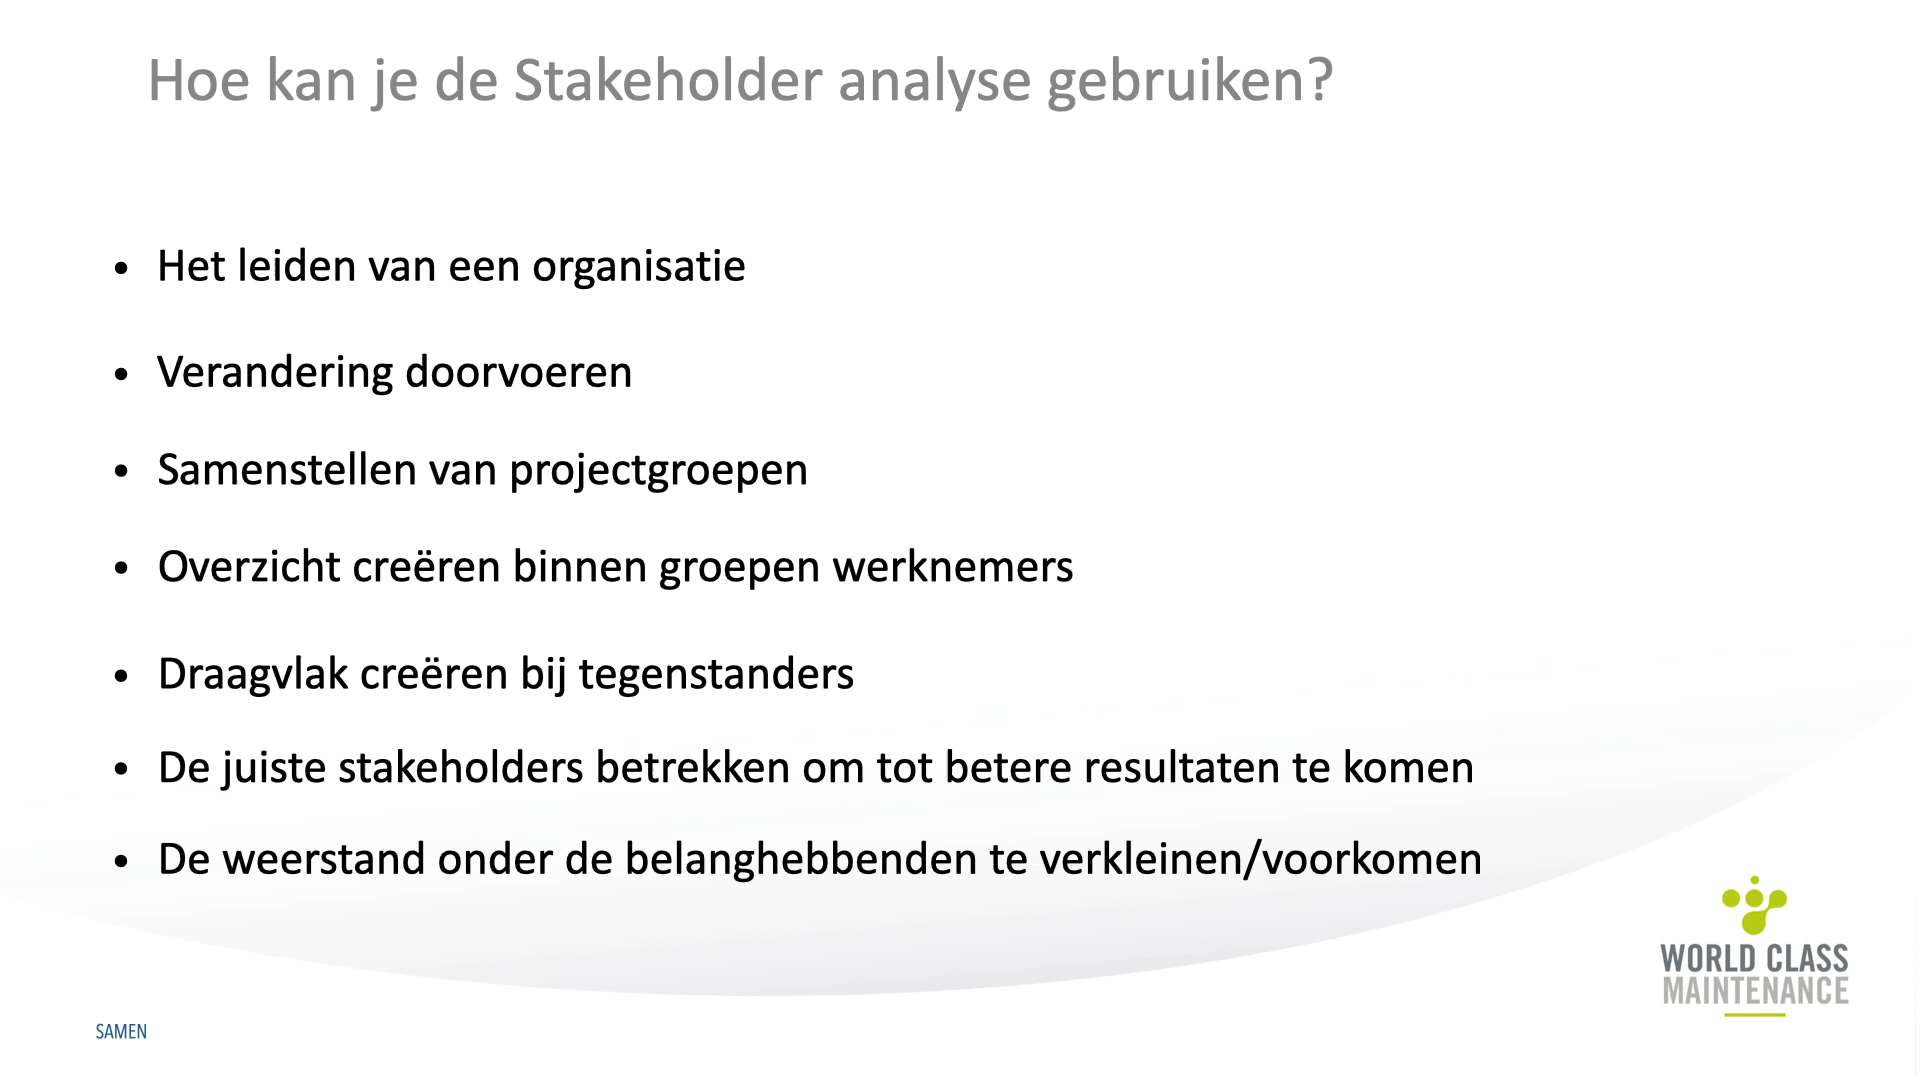 Hoe kan je de Stakeholder analyse gebruiken?
• Het leiden van een organisatie
• Verandering doorvoeren
• Samenstellen van projectgroepen
• Overzicht creëren binnen groepen werknemers
• Draagvlak creëren bij tegenstanders
• De juiste stakeholders betrekken om tot betere resultaten te komen
• De weerstand onder de belanghebbenden te verkleinen/voorkomen
WORLD CLASS
MAINTENANCE
SAMEN